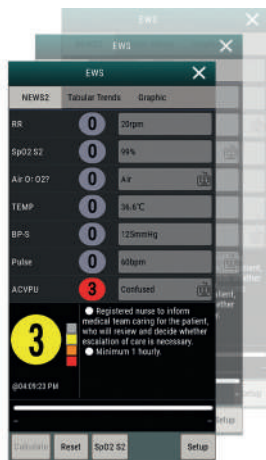 EWS
EWS
EWS
NEWS2 Tabular Trends Graphic
RR 0 20rpm
SpO2 S2 0 99%
Air Or O2? 0 Air
TEMP 0 36.6°C
BP-S 0 125mmHg
Pulse 0 60bpm
ACVPU 3 Confused
3
Registered nurse to inform
medical team caring for the patient,
who will review and decide whether
escalation of care is necessary.
Minimum 1 hourly.
@04:09:23 PM
-- --
Calculate Reset SpO2 S2 Setup
Setup
Setup